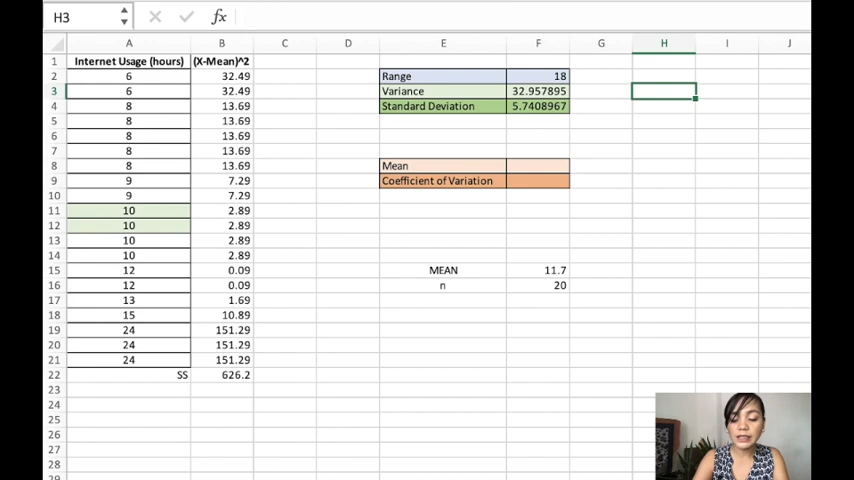 H3 fx
A B C D E F G H I J
1 Internet Usage (hours) (X-Mean)^2
2 6 32.49 Range 18
3 6 32.49 Variance 32.957895
4 8 13.69 Standard Deviation 5.7408967
5 8 13.69
6 8 13.69
7 8 13.69
8 8 13.69 Mean
9 9 7.29 Coefficient of Variation
10 9 7.29
11 10 2.89
12 10 2.89
13 10 2.89
14 10 2.89
15 12 0.09 MEAN 11.7
16 12 0.09 n 20
17 13 1.69
18 15 10.89
19 24 151.29
20 24 151.29
21 24 151.29
22 SS 626.2
23
24
25
26
27
28
29